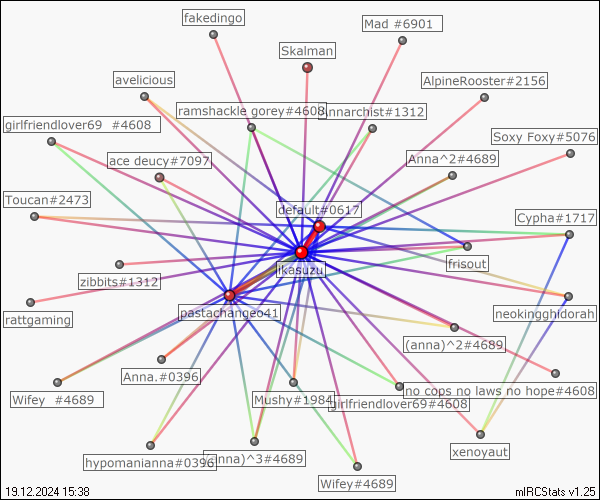 fakedingo
Mad #6901
Skalman
avelicious
AlpineRooster#2156
ramshackle gorey#4608
Annarchist#1312
girlfriendlover69 #4608
Soxy Foxy#5076
ace deucy#7097
Anna^2#4689
Toucan#2473
default#0617
Cypha#1717
frisout
ikasuzu
zibbits#1312
rattgaming
pastachangeo41
neokingghidorah
(anna)^2#4689
Anna.#0396
no cops no laws no hope#4608
Wifey #4689
Mushy#1984
girlfriendlover69#4608
xenoyaut
hypomanianna#0396
(anna)^3#4689
Wifey#4689
19.12.2024 15:38
mIRCStats v1.25